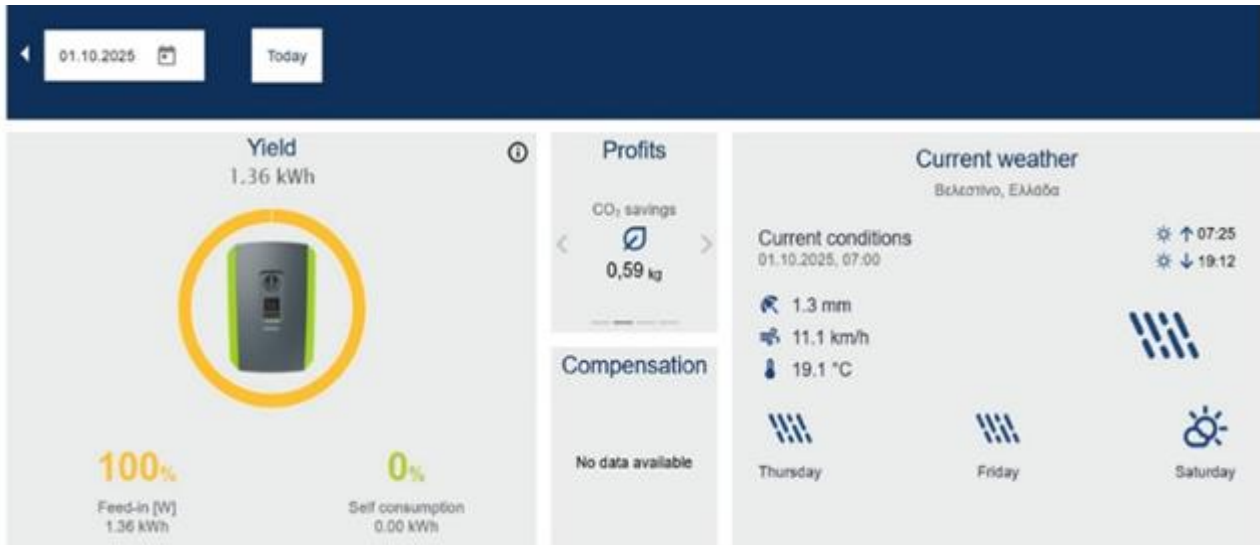 01.10.2025
Today
Yield
1.36 kWh
100%
Feed-in [W]
1.36 kWh
0%
Self consumption
0.00 kWh
Profits
CO₂ savings
0,59 kg
Compensation
No data available
Current weather
Βελεστίνο, Ελλάδα
Current conditions
01.10.2025, 07:00
07:25
19:12
1.3 mm
11.1 km/h
19.1 °C
Thursday
Friday
Saturday